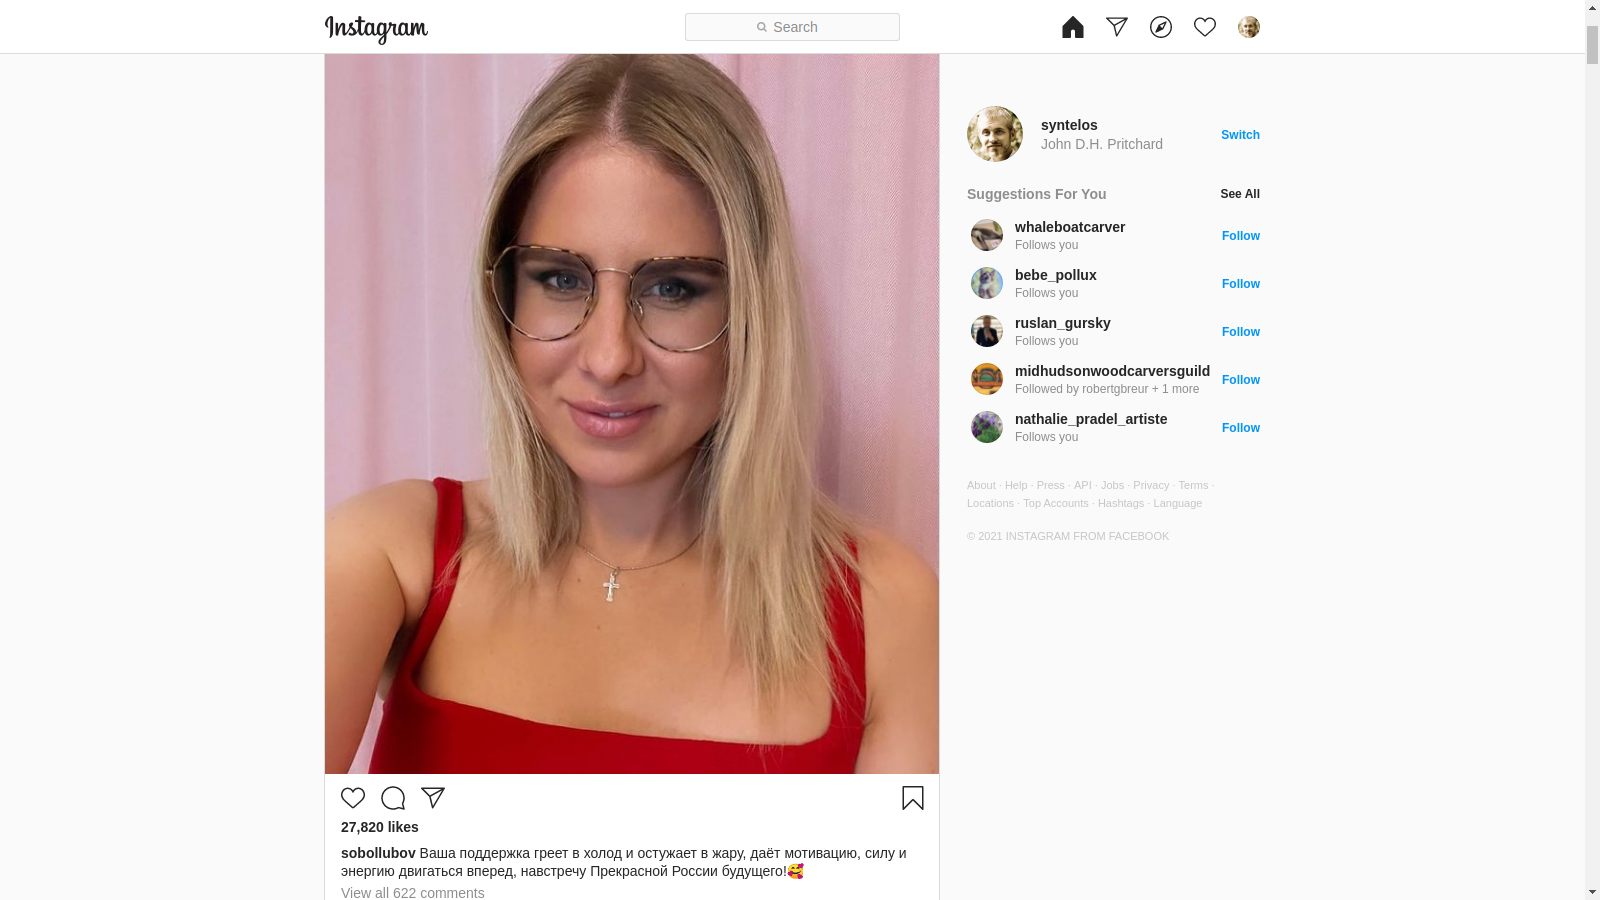 Instagram
Search
syntelos
John D.H. Pritchard
Switch
Suggestions For You
See All
whaleboatcarver
Follows you
Follow
bebe_pollux
Follows you
Follow
ruslan_gursky
Follows you
Follow
midhudsonwoodcarversguild
Followed by robertgbreur + 1 more
Follow
nathalie_pradel_artiste
Follows you
Follow
About · Help · Press · API · Jobs · Privacy · Terms ·
Locations · Top Accounts · Hashtags · Language
© 2021 INSTAGRAM FROM FACEBOOK
27,820 likes
sobollubov Ваша поддержка греет в холод и остужает в жару, даёт мотивацию, силу и
энергию двигаться вперед, навстречу Прекрасной России будущего!🥰
View all 622 comments